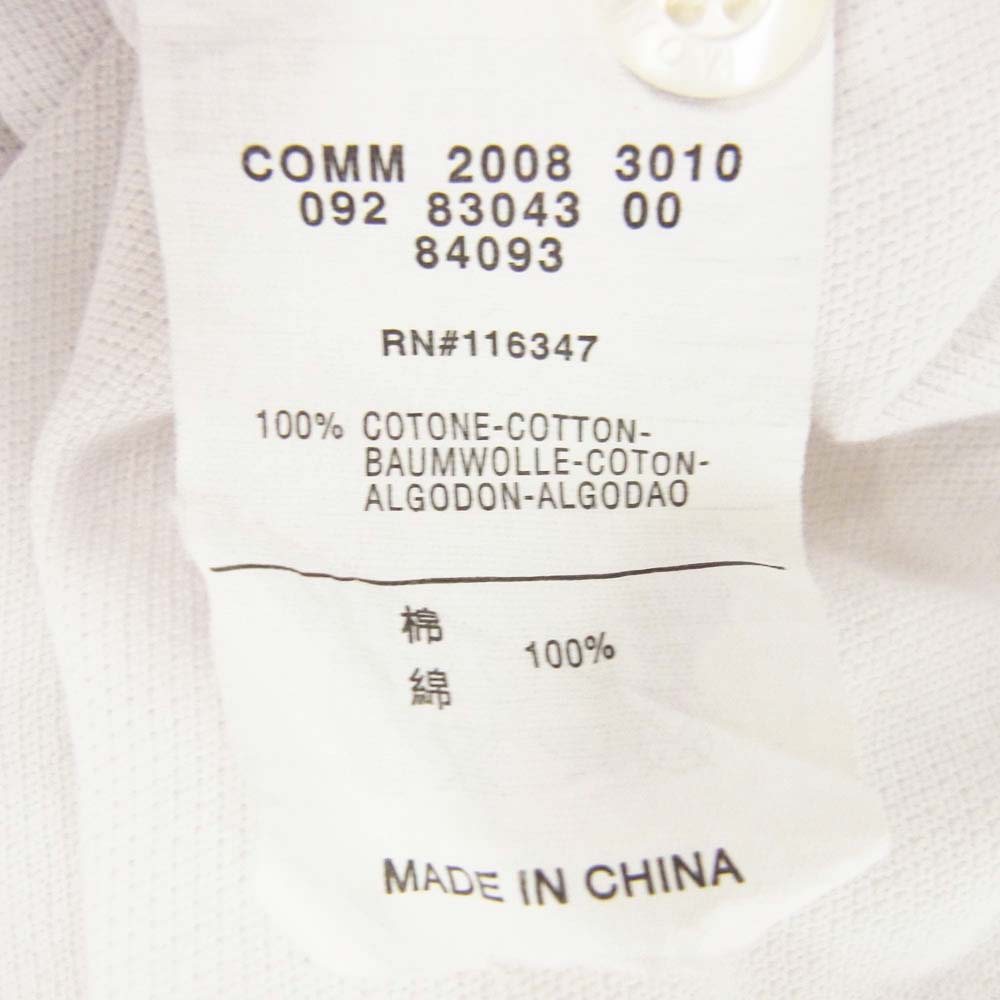 COMM 2008 3010
092 83043 00
84093
RN#116347
100% COTONE-COTTON-
BAUMWOLLE-COTON-
ALGODON-ALGODAO
棉
綿 100%
MADE IN CHINA